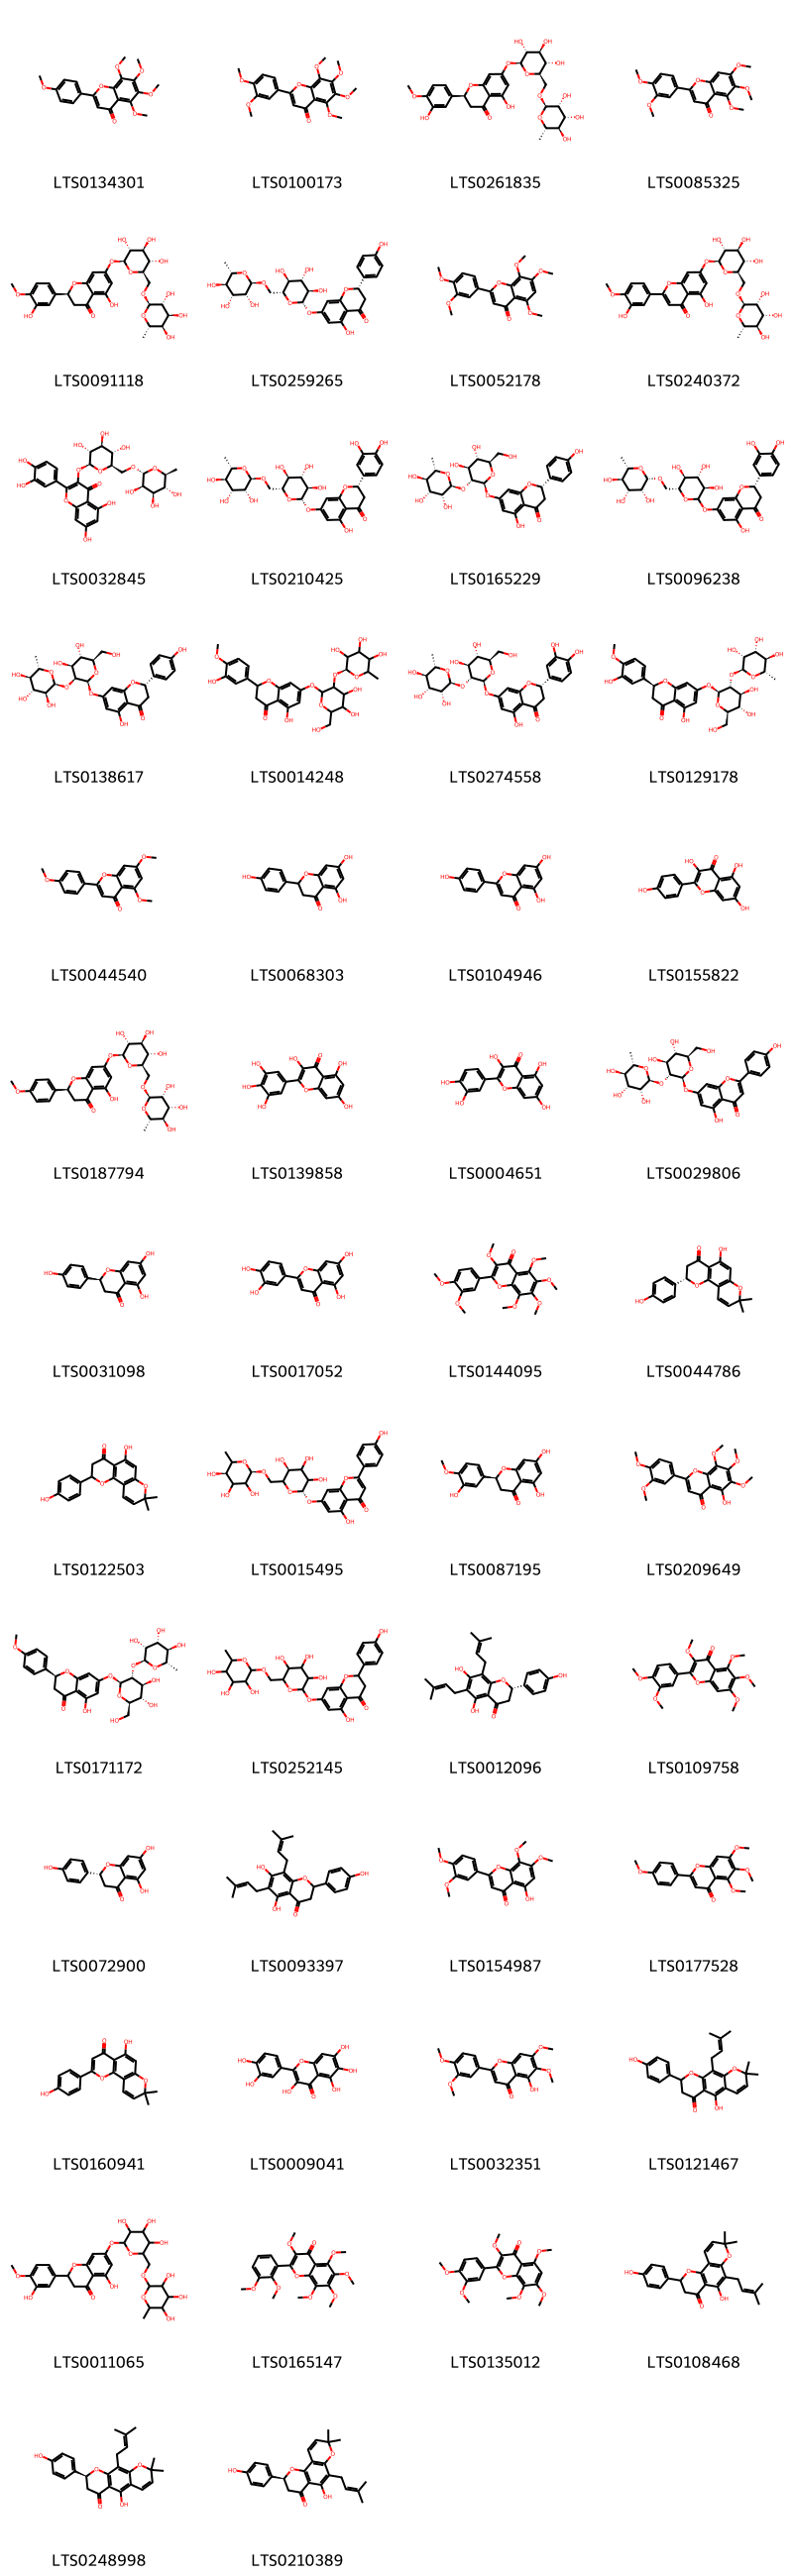 LTS0134301 LTS0100173 LTS0261835 LTS0085325
LTS0091118 LTS0259265 LTS0052178 LTS0240372
LTS0032845 LTS0210425 LTS0165229 LTS0096238
LTS0138617 LTS0014248 LTS0274558 LTS0129178
LTS0044540 LTS0068303 LTS0104946 LTS0155822
LTS0187794 LTS0139858 LTS0004651 LTS0029806
LTS0031098 LTS0017052 LTS0144095 LTS0044786
LTS0122503 LTS0015495 LTS0087195 LTS0209649
LTS0171172 LTS0252145 LTS0012096 LTS0109758
LTS0072900 LTS0093397 LTS0154987 LTS0177528
LTS0160941 LTS0009041 LTS0032351 LTS0121467
LTS0011065 LTS0165147 LTS0135012 LTS0108468
LTS0248998 LTS0210389